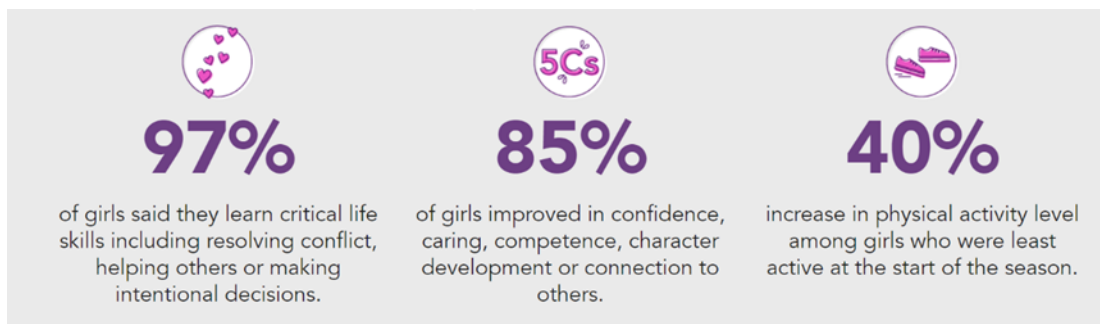 5Cs
97%
85%
40%
of girls said they learn critical life
skills including resolving conflict,
helping others or making
intentional decisions.
of girls improved in confidence,
caring, competence, character
development or connection to
others.
increase in physical activity level
among girls who were least
active at the start of the season.